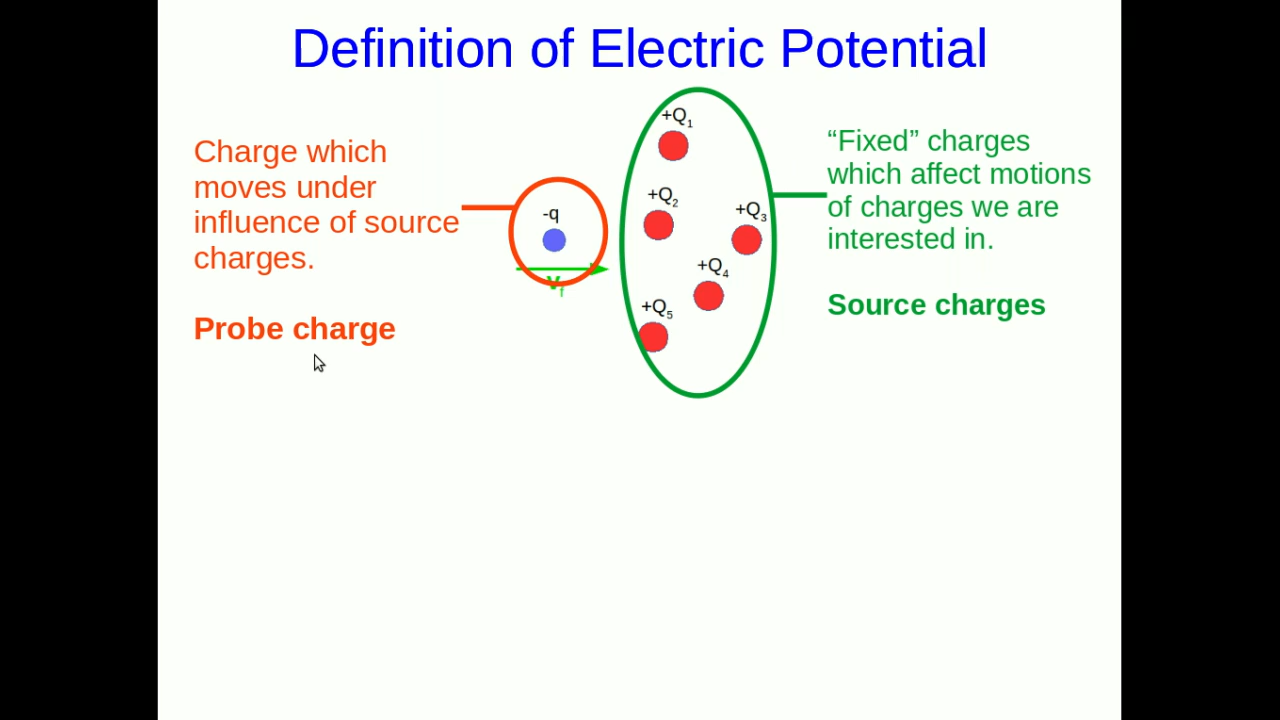 Definition of Electric Potential
Charge which
moves under
influence of source
charges.
Probe charge
-q
vf
+Q1
+Q2
+Q3
+Q4
+Q5
“Fixed” charges
which affect motions
of charges we are
interested in.
Source charges